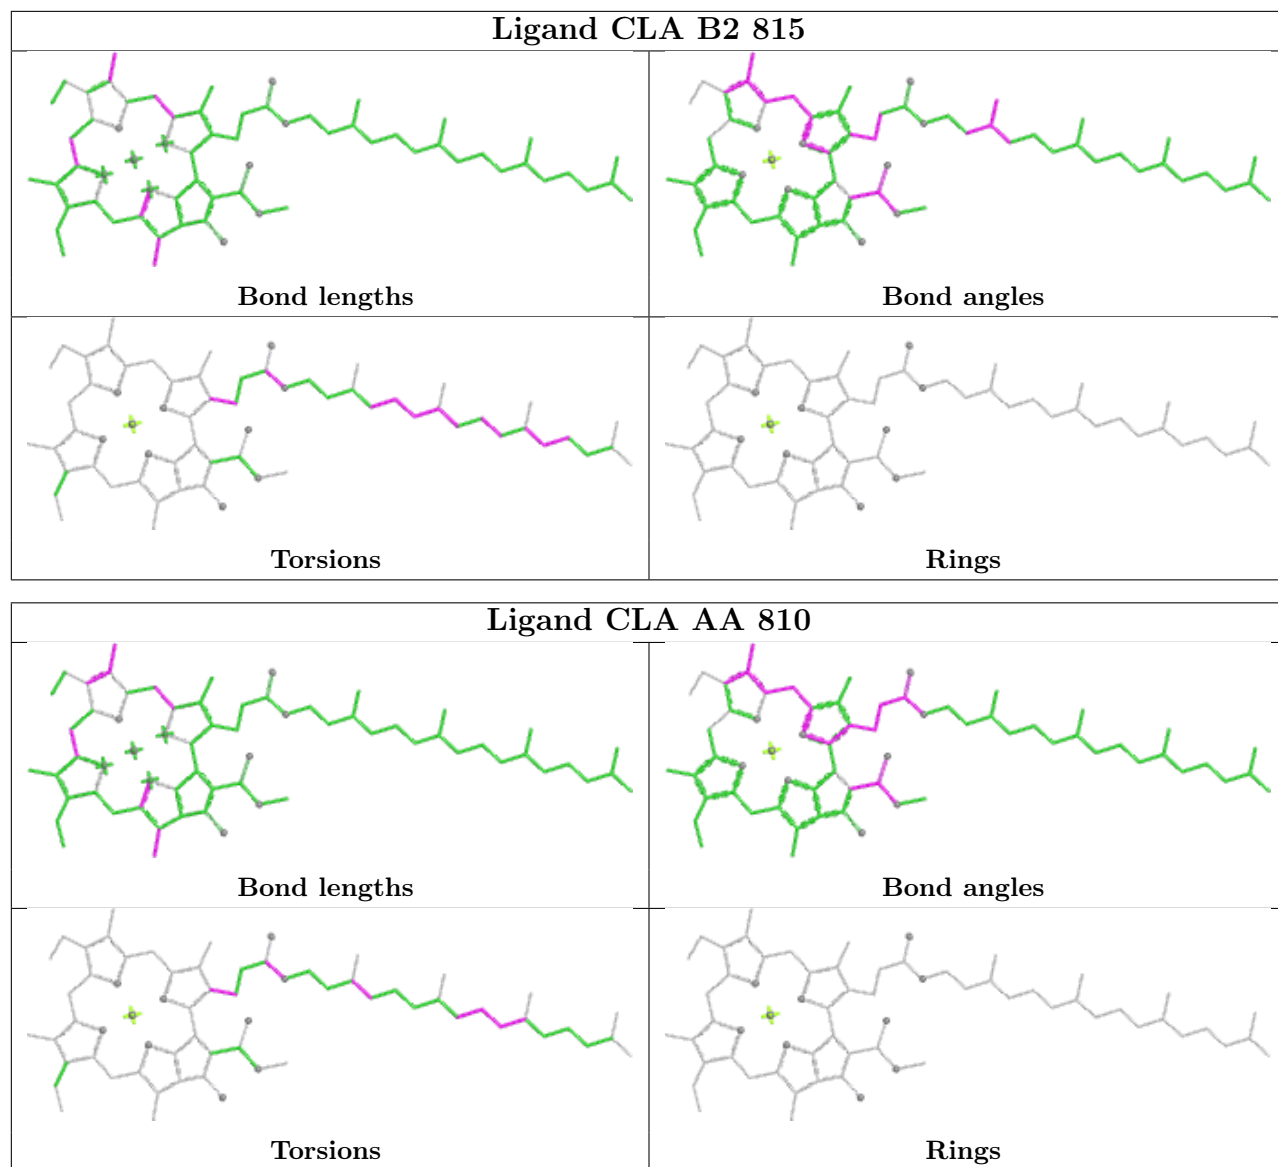 Ligand CLA B2 815
Bond lengths
Bond angles
Torsions
Rings
Ligand CLA AA 810
Bond lengths
Bond angles
Torsions
Rings